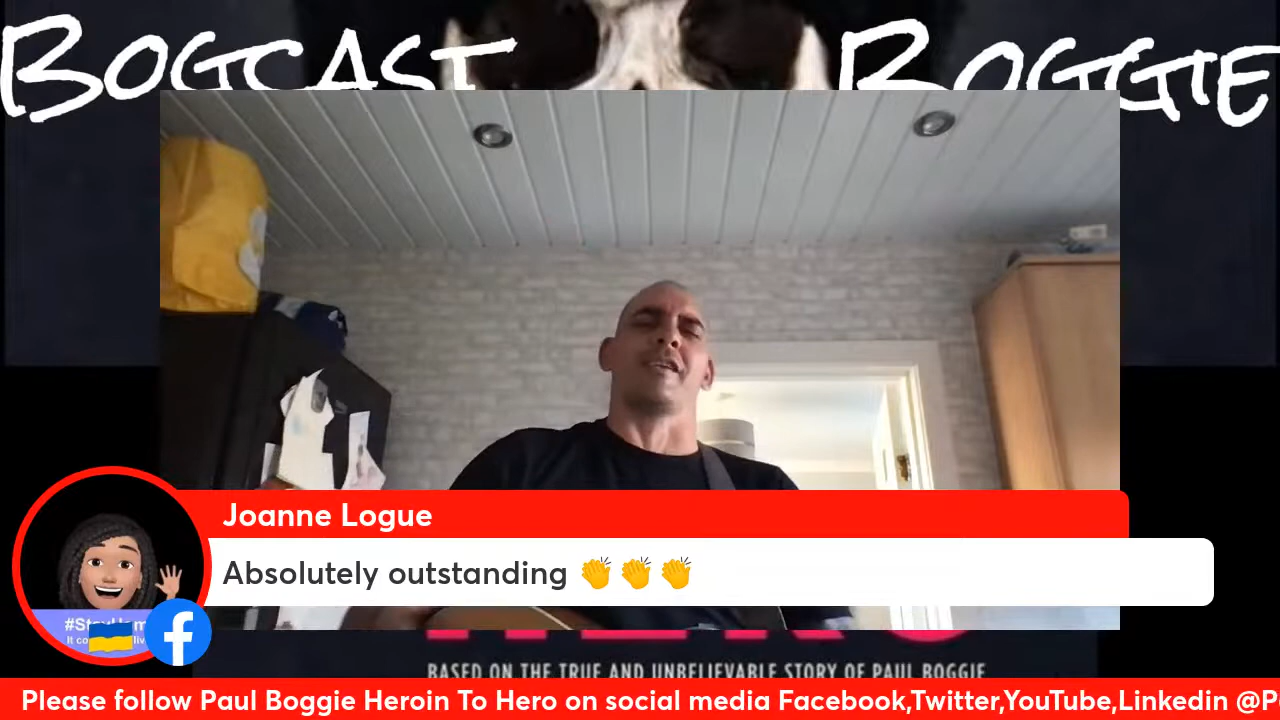 BOGCAST BOGGIE
Joanne Logue
Absolutely outstanding 👏👏👏
BASED ON THE TRUE AND UNBELIEVABLE STORY OF PAUL BOGGIE
Please follow Paul Boggie Heroin To Hero on social media Facebook,Twitter,YouTube,Linkedin @P